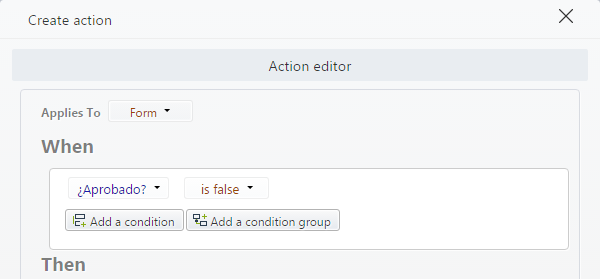 Create action
Action editor
Applies To Form
When
¿Aprobado? is false
Add a condition Add a condition group
Then